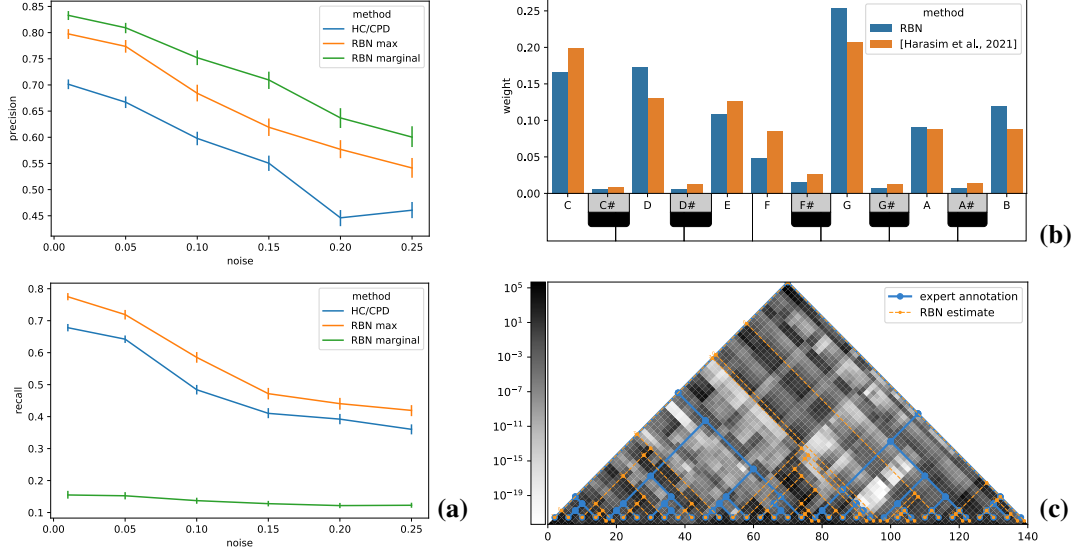 0.85
0.80
0.75
0.70
0.65
0.60
0.55
0.50
0.45
precision
method
HC/CPD
RBN max
RBN marginal
0.00 0.05 0.10 0.15 0.20 0.25
noise
0.8
0.7
0.6
0.5
0.4
0.3
0.2
0.1
recall
method
HC/CPD
RBN max
RBN marginal
0.00 0.05 0.10 0.15 0.20 0.25
noise
(a)
0.25
0.20
0.15
0.10
0.05
0.00
weight
method
RBN
[Harasim et al., 2021]
C C# D D# E F F# G G# A A# B
(b)
10^5
10^1
10^−3
10^−7
10^−11
10^−15
10^−19
expert annotation
RBN estimate
0 20 40 60 80 100 120 140
(c)